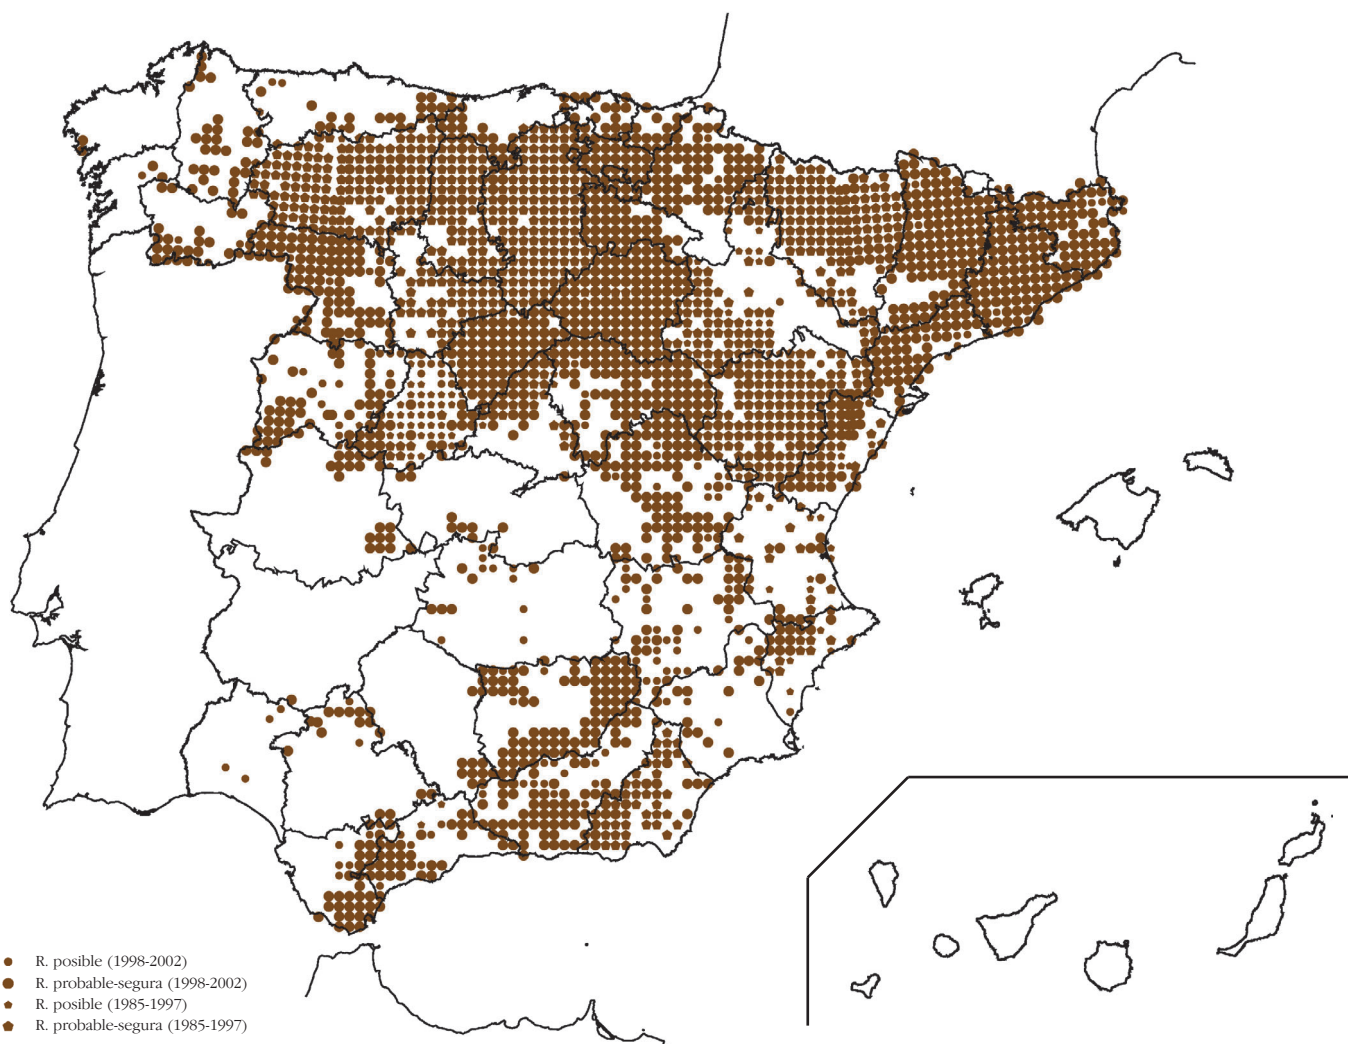 R. posible (1998-2002)
R. probable-segura (1998-2002)
R. posible (1985-1997)
R. probable-segura (1985-1997)